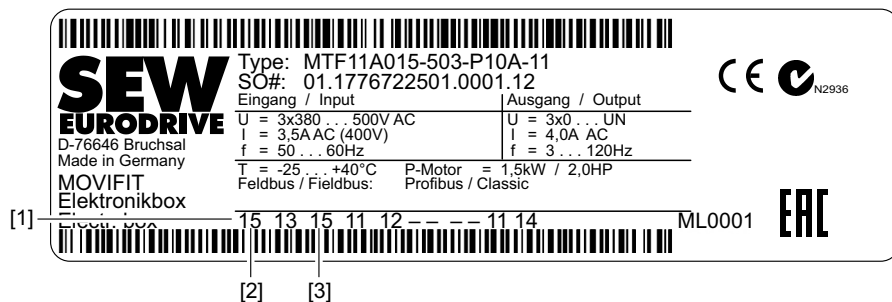 Type: MTF11A015-503-P10A-11
SO#: 01.1776722501.0001.12
SEW
EURODRIVE
D-76646 Bruchsal
Made in Germany
MOVIFIT
Elektronikbox
Electr. box
Eingang / Input
U = 3x380 . . . 500V AC
I = 3,5A AC (400V)
f = 50 . . . 60Hz
Ausgang / Output
U = 3x0 . . . UN
I = 4,0A AC
f = 3 . . . 120Hz
T = -25 . . . +40°C P-Motor = 1,5kW / 2,0HP
Feldbus / Fieldbus: Profibus / Classic
15 13 15 11 12 – – – – 11 14 ML0001
CE
N2936
EAC
[1]
[2] [3]